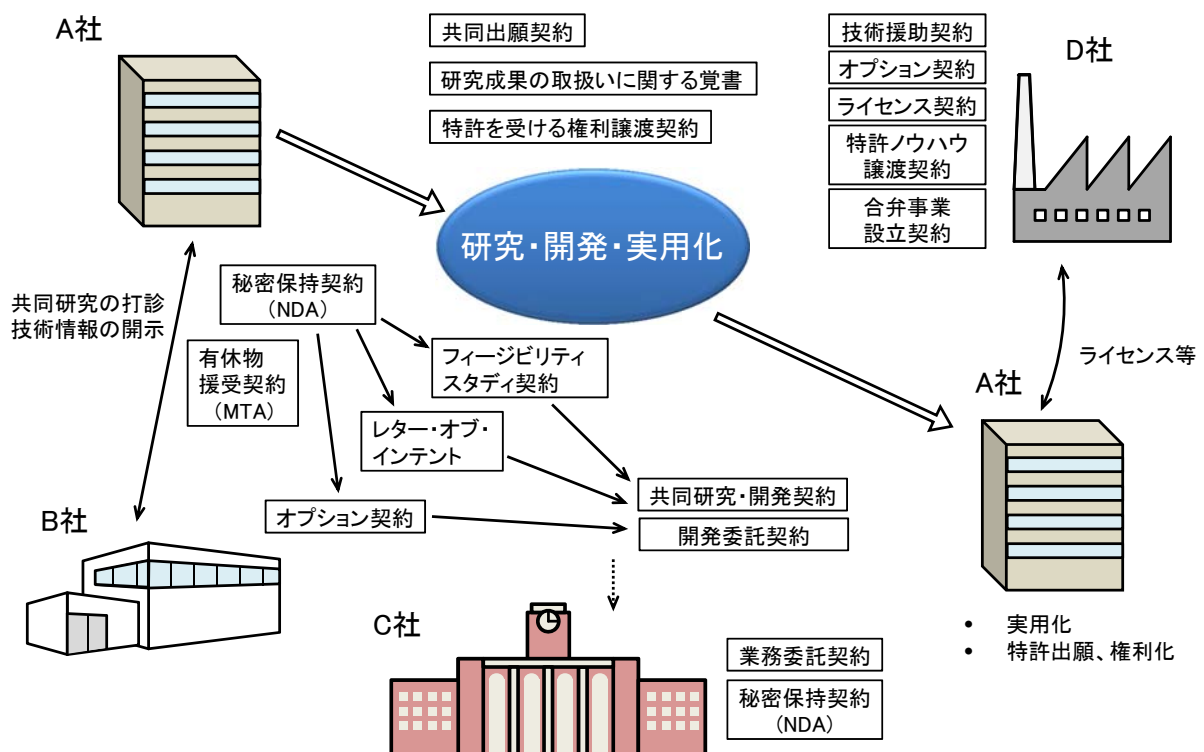 A社
共同出願契約
研究成果の取扱いに関する覚書
特許を受ける権利譲渡契約
技術援助契約
オプション契約
ライセンス契約
特許ノウハウ
譲渡契約
合弁事業
設立契約
D社
研究・開発・実用化
共同研究の打診
技術情報の開示
秘密保持契約
(NDA)
有休物
援受契約
(MTA)
フィージビリティ
スタディ契約
レター・オブ・
インテント
オプション契約
共同研究・開発契約
開発委託契約
ライセンス等
A社
B社
C社
業務委託契約
秘密保持契約
(NDA)
• 実用化
• 特許出願、権利化